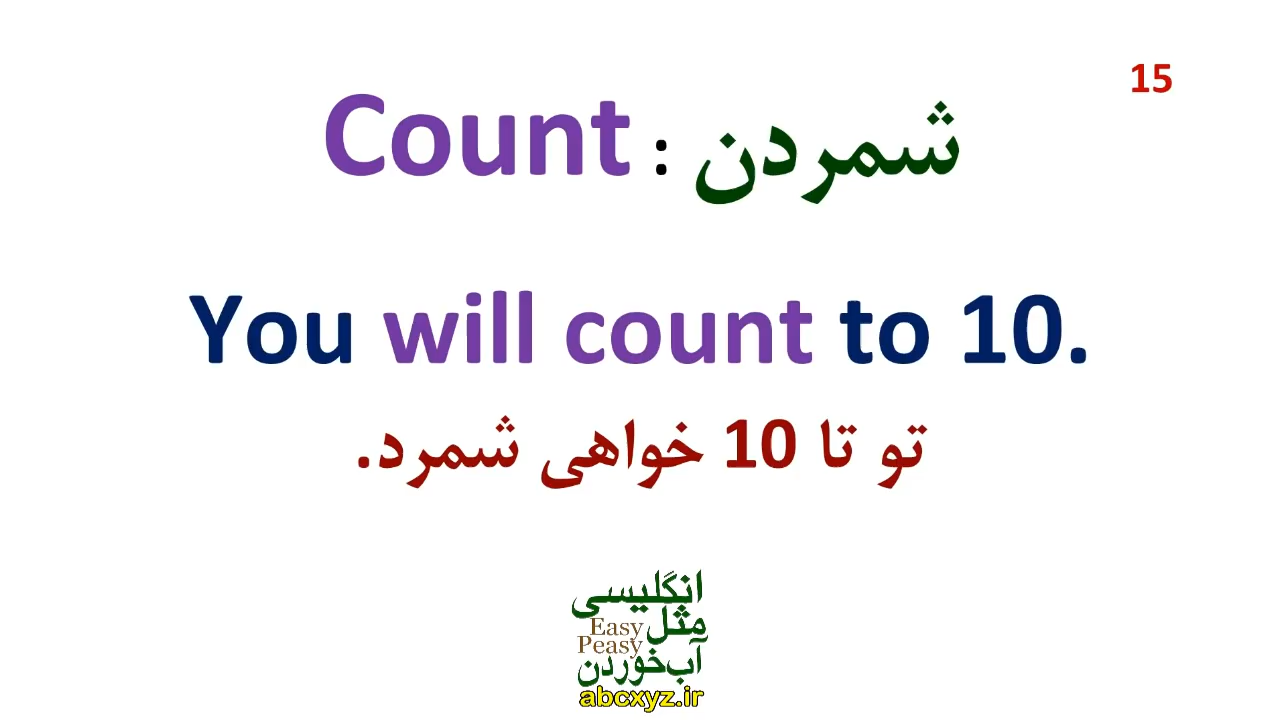 15
Count : شمردن
You will count to 10.
تو تا 10 خواهی شمرد.
انگلیسی
مثل Easy
Peasy
آب‌خوردن
abcxyz.ir